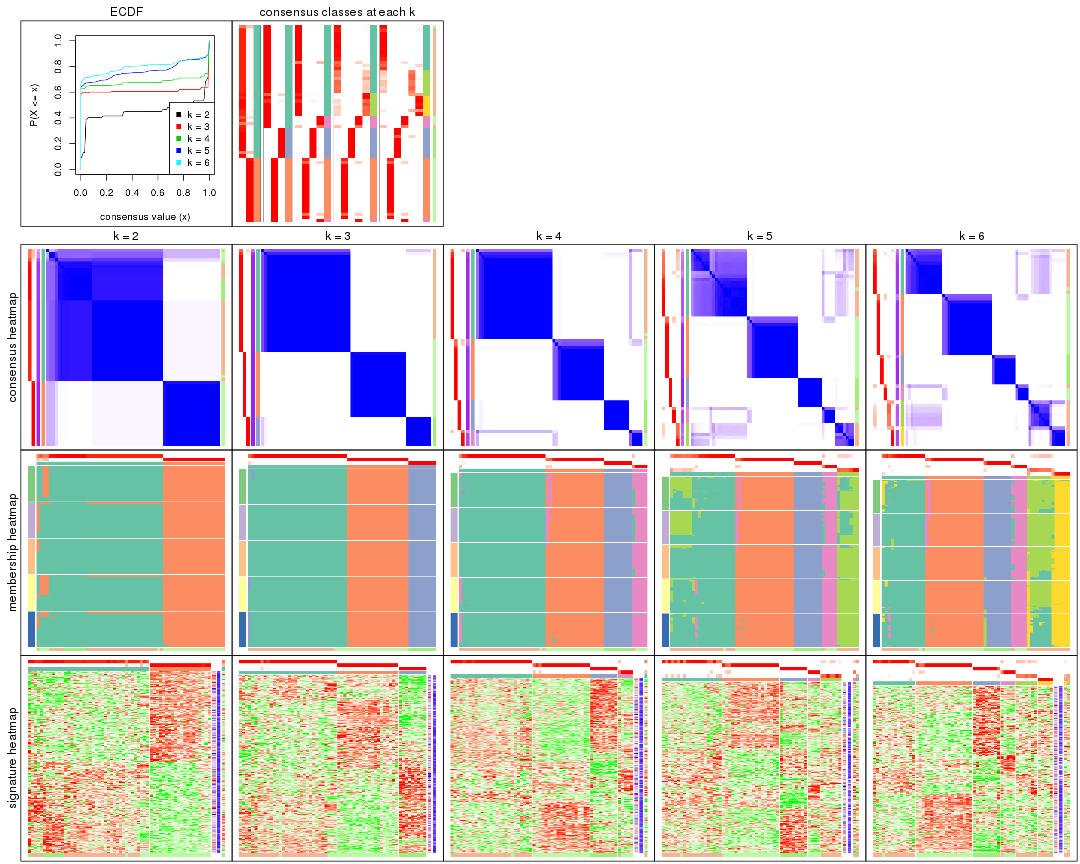 ECDF
consensus classes at each k
P(X <= x)
0.0 0.2 0.4 0.6 0.8 1.0
k = 2
k = 3
k = 4
k = 5
k = 6
0.0 0.2 0.4 0.6 0.8 1.0
consensus value (x)
k = 2
k = 3
k = 4
k = 5
k = 6
consensus heatmap
membership heatmap
signature heatmap